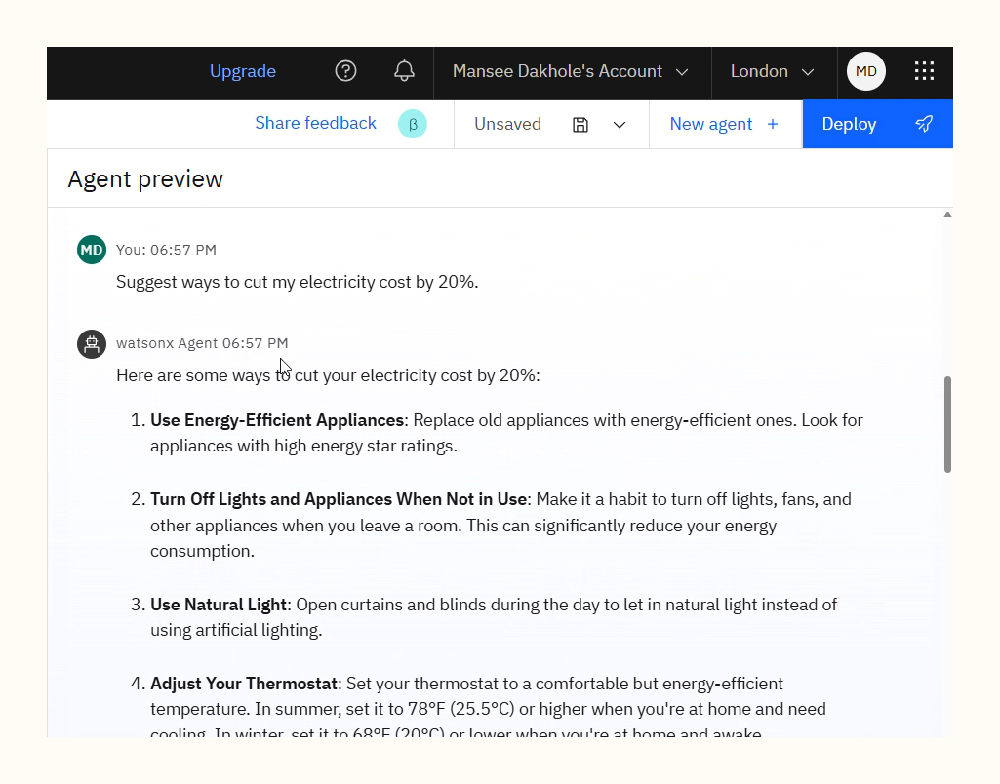 Upgrade Mansee Dakhole's Account London MD
Share feedback β Unsaved New agent + Deploy
Agent preview
MD You: 06:57 PM
Suggest ways to cut my electricity cost by 20%.
watsonx Agent 06:57 PM
Here are some ways to cut your electricity cost by 20%:
1. Use Energy-Efficient Appliances: Replace old appliances with energy-efficient ones. Look for
appliances with high energy star ratings.
2. Turn Off Lights and Appliances When Not in Use: Make it a habit to turn off lights, fans, and
other appliances when you leave a room. This can significantly reduce your energy
consumption.
3. Use Natural Light: Open curtains and blinds during the day to let in natural light instead of
using artificial lighting.
4. Adjust Your Thermostat: Set your thermostat to a comfortable but energy-efficient
temperature. In summer, set it to 78°F (25.5°C) or higher when you're at home and need
cooling. In winter, set it to 68°F (20°C) or lower when you're at home and awake.